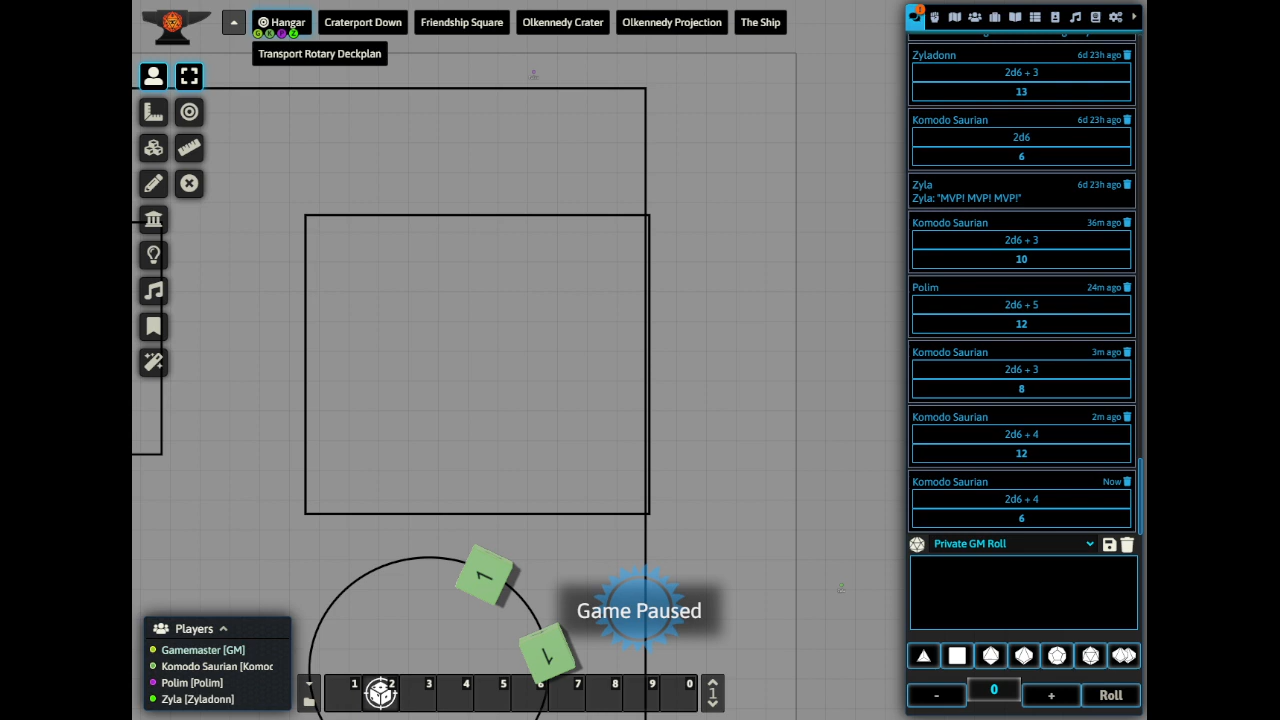 Hangar
Craterport Down
Friendship Square
Olkennedy Crater
Olkennedy Projection
The Ship
G K P Z
Transport Rotary Deckplan
Zyladonn 6d 23h ago
2d6 + 3
13
Komodo Saurian 6d 23h ago
2d6
6
Zyla 6d 23h ago
Zyla: "MVP! MVP! MVP!"
Komodo Saurian 36m ago
2d6 + 3
10
Polim 24m ago
2d6 + 5
12
Komodo Saurian 3m ago
2d6 + 3
8
Komodo Saurian 2m ago
2d6 + 4
12
Komodo Saurian Now
2d6 + 4
6
Private GM Roll
- 0 + Roll
1
1
Game Paused
Players
Gamemaster [GM]
Komodo Saurian [Komoc
Polim [Polim]
Zyla [Zyladonn]
1 2 3 4 5 6 7 8 9 0
1